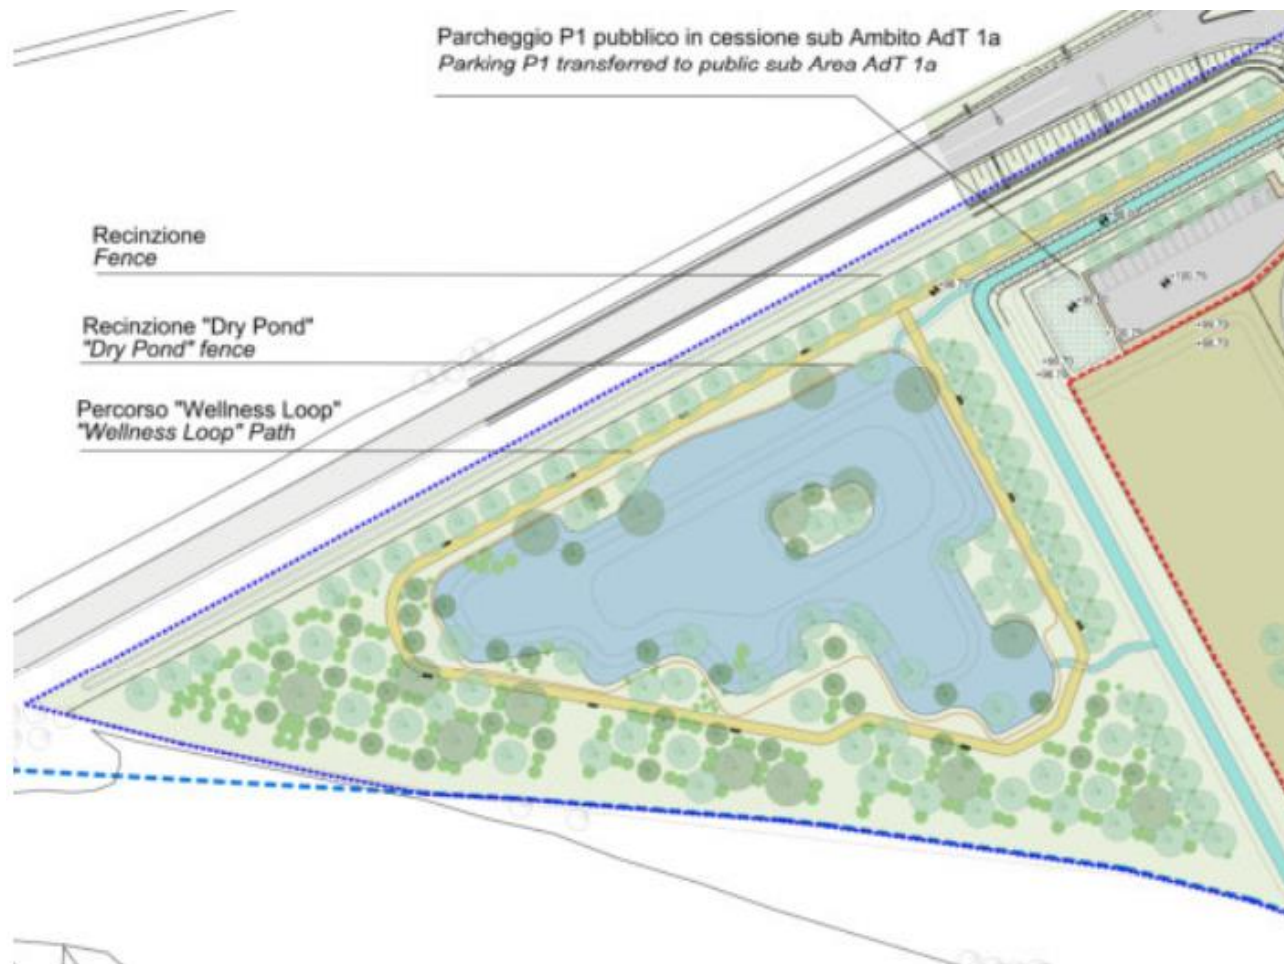 Parcheggio P1 pubblico in cessione sub Ambito AdT 1a
Parking P1 transferred to public sub Area AdT 1a
Recinzione
Fence
Recinzione "Dry Pond"
"Dry Pond" fence
Percorso "Wellness Loop"
"Wellness Loop" Path